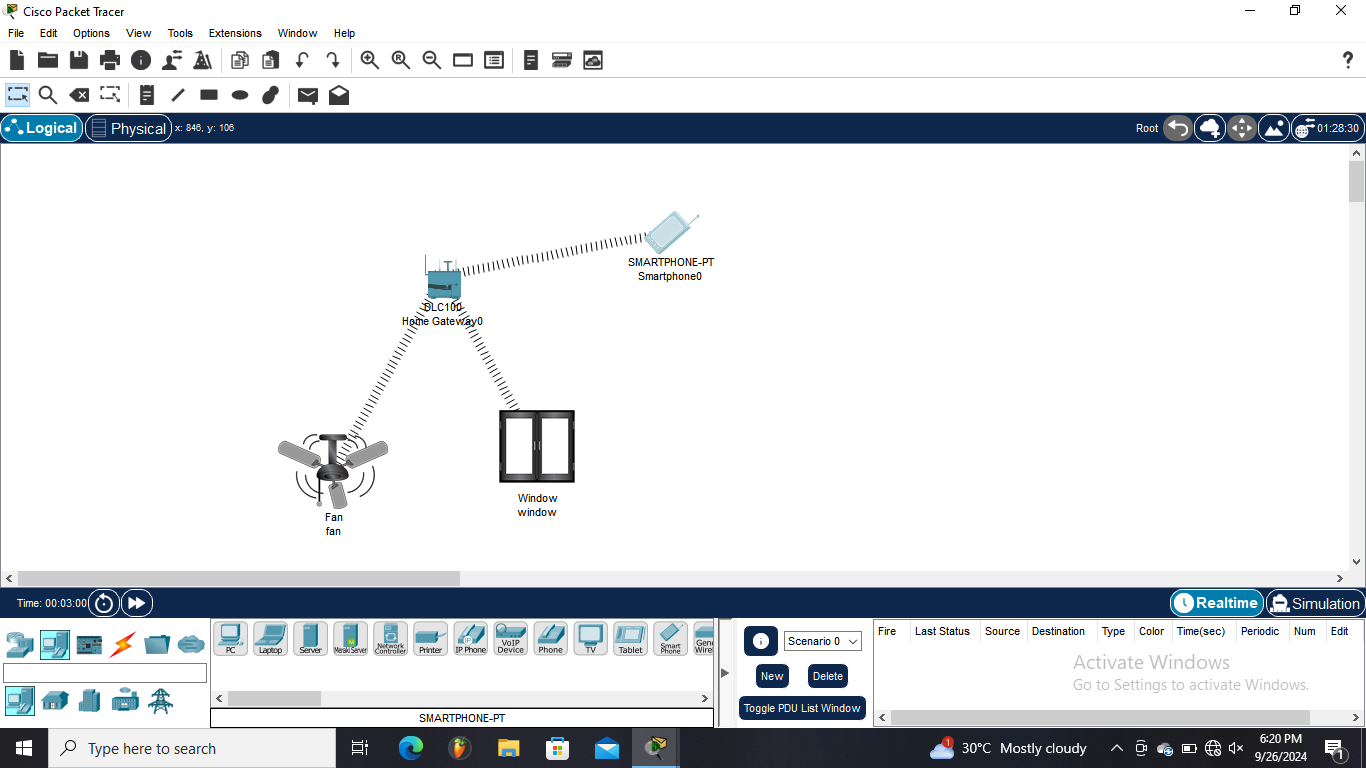 Cisco Packet Tracer
File Edit Options View Tools Extensions Window Help
Logical Physical x: 846, y: 106 Root 01:28:30
SMARTPHONE-PT
Smartphone0
DLC100
Home Gateway0
Window
window
Fan
fan
Time: 00:03:00 Realtime Simulation
PC Laptop Server Meraki Server Network Controller Printer IP Phone VoIP Device Phone TV Tablet Smart Phone
SMARTPHONE-PT
Scenario 0
New Delete
Toggle PDU List Window
Fire Last Status Source Destination Type Color Time(sec) Periodic Num Edit
Activate Windows
Go to Settings to activate Windows.
Type here to search
30°C Mostly cloudy
6:20 PM
9/26/2024